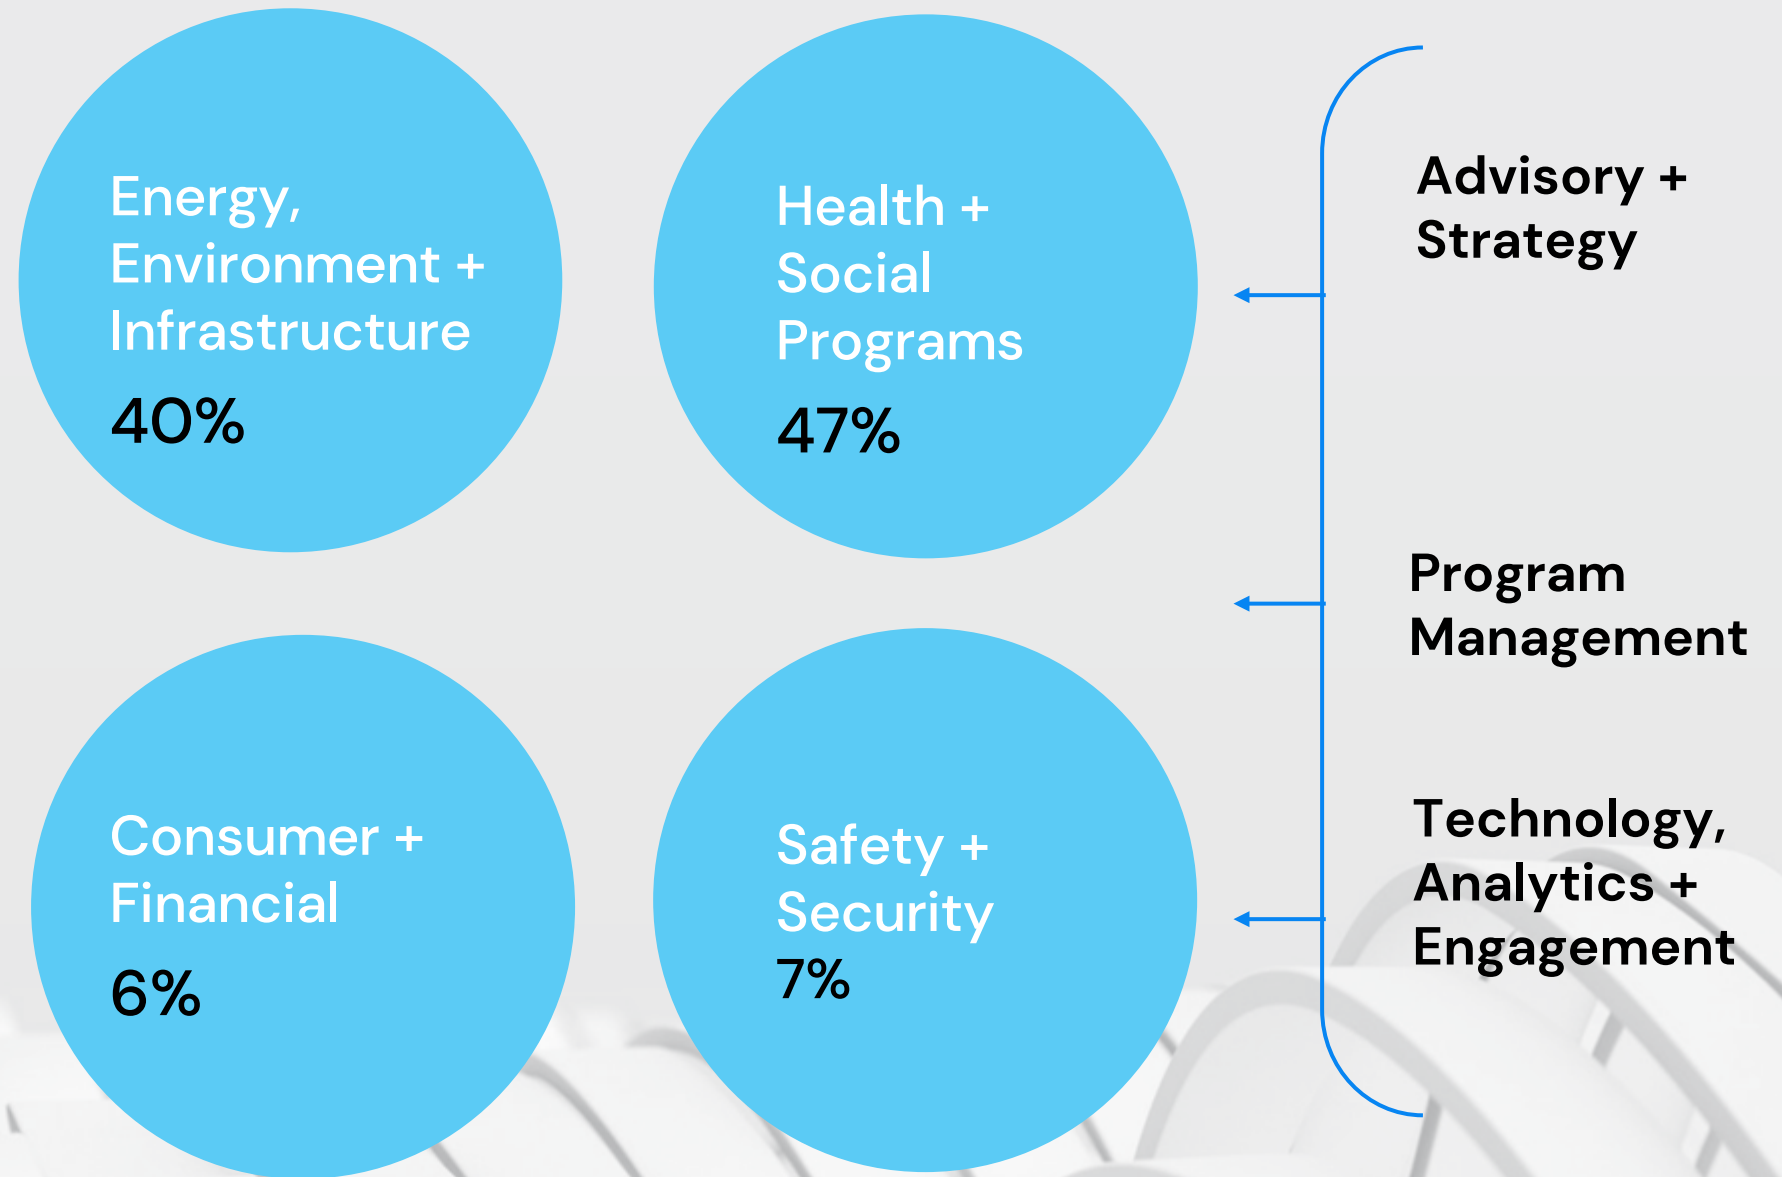 Energy,
Environment +
Infrastructure
40%
Health +
Social
Programs
47%
Consumer +
Financial
6%
Safety +
Security
7%
Advisory +
Strategy
Program
Management
Technology,
Analytics +
Engagement